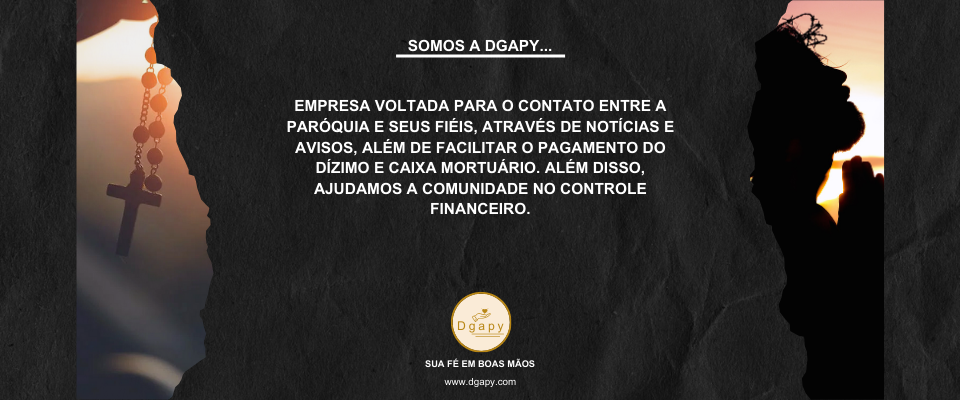 SOMOS A DGAPY...
EMPRESA VOLTADA PARA O CONTATO ENTRE A
PARÓQUIA E SEUS FIÉIS, ATRAVÉS DE NOTÍCIAS E
AVISOS, ALÉM DE FACILITAR O PAGAMENTO DO
DÍZIMO E CAIXA MORTUÁRIO. ALÉM DISSO,
AJUDAMOS A COMUNIDADE NO CONTROLE
FINANCEIRO.
Dgapy
SUA FÉ EM BOAS MÃOS
www.dgapy.com